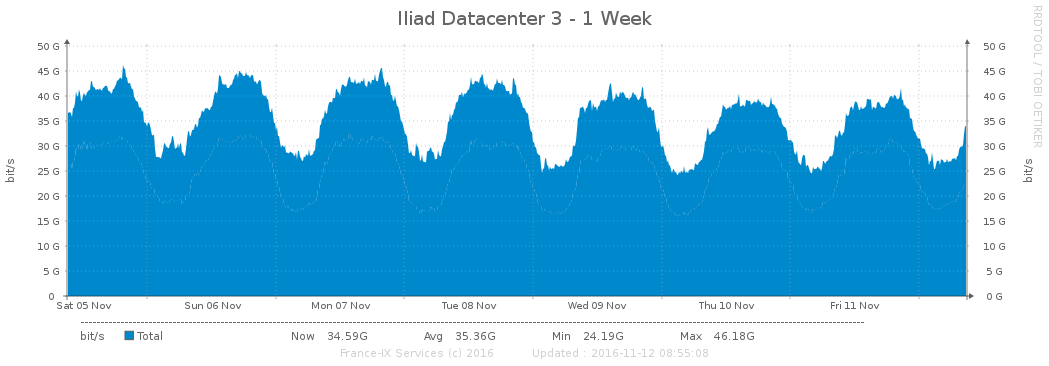 Iliad Datacenter 3 - 1 Week
RRDTOOL / TOBI OETIKER
50 G 50 G
45 G 45 G
40 G 40 G
35 G 35 G
30 G 30 G
25 G 25 G
20 G 20 G
15 G 15 G
10 G 10 G
5 G 5 G
0 0 G
bit/s bit/s
Sat 05 Nov Sun 06 Nov Mon 07 Nov Tue 08 Nov Wed 09 Nov Thu 10 Nov Fri 11 Nov
bit/s Total Now 34.59G Avg 35.36G Min 24.19G Max 46.18G
France-IX Services (c) 2016 Updated : 2016-11-12 08:55:08